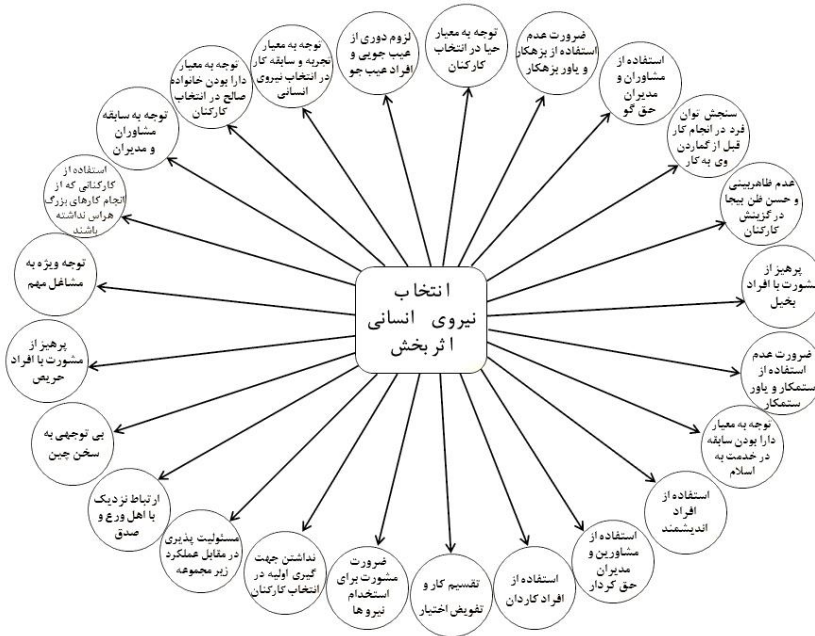 انتخاب
نیروی انسانی
اثربخش
توجه به معیار
حیا در انتخاب
کارکنان
ضرورت عدم
استفاده از بزهکار
و یاور بزهکار
استفاده از
مشاوران و
مدیران
حق گو
سنجش توان
فرد در انجام کار
قبل از گماردن
وی به کار
عدم ظاهربینی
و حسن ظن بیجا
در گزینش
کارکنان
پرهیز از
مشورت با افراد
بخیل
ضرورت عدم
استفاده از
ستمکار و یاور
ستمکار
توجه به معیار
دارا بودن سابقه
در خدمت به
اسلام
استفاده از
افراد
اندیشمند
استفاده از
مشاورین و
مدیران
حق کردار
استفاده از
افراد کاردان
تقسیم کار و
تفویض اختیار
ضرورت
مشورت برای
استخدام
نیروها
نداشتن جهت
گیری اولیه در
انتخاب کارکنان
مسئولیت پذیری
در مقابل عملکرد
زیر مجموعه
ارتباط نزدیک
با اهل ورع و
صدق
بی توجهی به
سخن چین
پرهیز از
مشورت با افراد
حریص
توجه ویژه به
مشاغل مهم
استفاده از
کارکنانی که از
انجام کارهای بزرگ
هراس نداشته
باشند
توجه به سابقه
مشاوران
و مدیران
توجه به معیار
دارا بودن خانواده
صالح در انتخاب
کارکنان
توجه به معیار
تجربه و سابقه کار
در انتخاب نیروی
انسانی
لزوم دوری از
عیب جویی و
افراد عیب جو